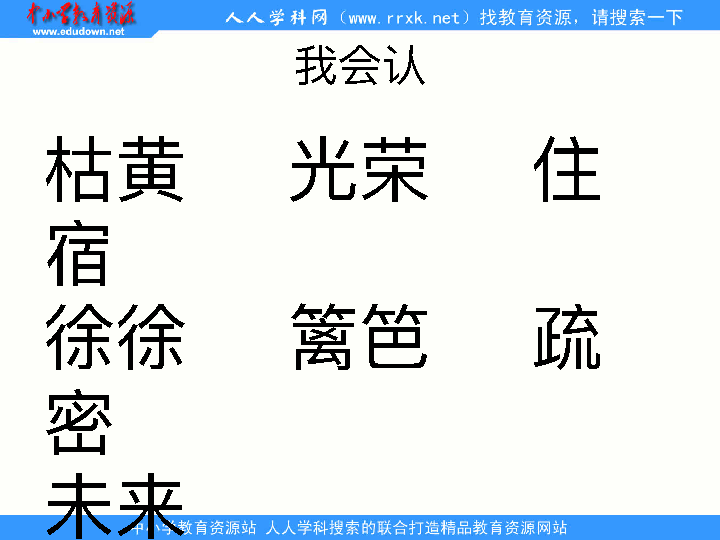 中小学教育资源
www.edudown.net
人人学科网（www.rrxk.net）找教育资源，请搜索一下
我会认
枯黄 光荣 住
宿
徐徐 篱笆 疏
密
未来
中小学教育资源站 人人学科搜索的联合打造精品教育资源网站